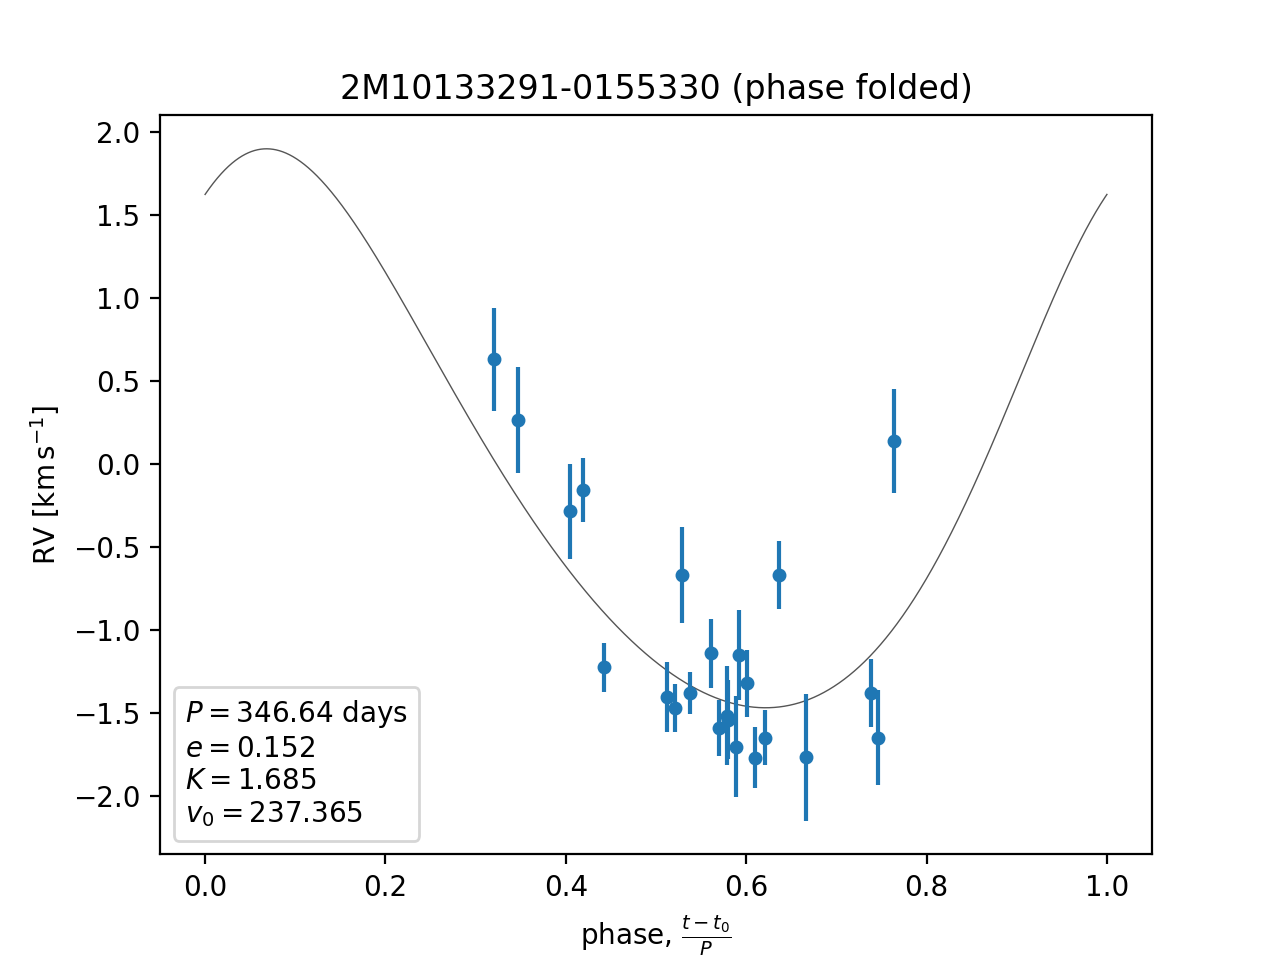 2M10133291-0155330 (phase folded)
2.0
1.5
1.0
0.5
0.0
−0.5
−1.0
−1.5
−2.0
RV [km s⁻¹]
P = 346.64 days
e = 0.152
K = 1.685
v₀ = 237.365
0.0 0.2 0.4 0.6 0.8 1.0
phase, (t − t₀)/P